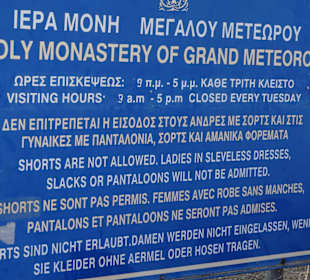 ΙΕΡΑ ΜΟΝΗ ΜΕΓΑΛΟΥ ΜΕΤΕΩΡΟΥ
OLY MONASTERY OF GRAND METEORO
ΩΡΕΣ ΕΠΙΣΚΕΨΕΩΣ: 9 π.μ. - 5 μ.μ. ΚΑΘΕ ΤΡΙΤΗ ΚΛΕΙΣΤΟ
VISITING HOURS: 9 a.m - 5 p.m CLOSED EVERY TUESDAY
ΔΕΝ ΕΠΙΤΡΕΠΕΤΑΙ Η ΕΙΣΟΔΟΣ ΣΤΟΥΣ ΑΝΔΡΕΣ ΜΕ ΣΟΡΤΣ ΚΑΙ ΣΤΙΣ
ΓΥΝΑΙΚΕΣ ΜΕ ΠΑΝΤΑΛΟΝΙΑ, ΣΟΡΤΣ ΚΑΙ ΑΜΑΝΙΚΑ ΦΟΡΕΜΑΤΑ
SHORTS ARE NOT ALLOWED. LADIES IN SLEVELESS DRESSES,
SLACKS OR PANTALOONS WILL NOT BE ADMITTED.
SHORTS NE SONT PAS PERMIS. FEMMES AVEC ROBE SANS MANCHES,
PANTALONS ET PANTALONS NE SERONT PAS ADMISES.
RTS SIND NICHT ERLAUBT.DAMEN WERDEN NICHT EINGELASSEN, WEN
SIE KLEIDER OHNE AERMEL ODER HOSEN TRAGEN.